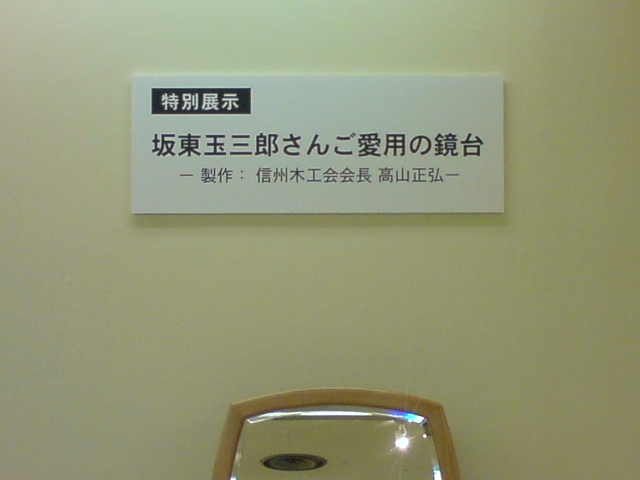 特別展示
坂東玉三郎さんご愛用の鏡台
― 製作： 信州木工会会長 高山正弘―